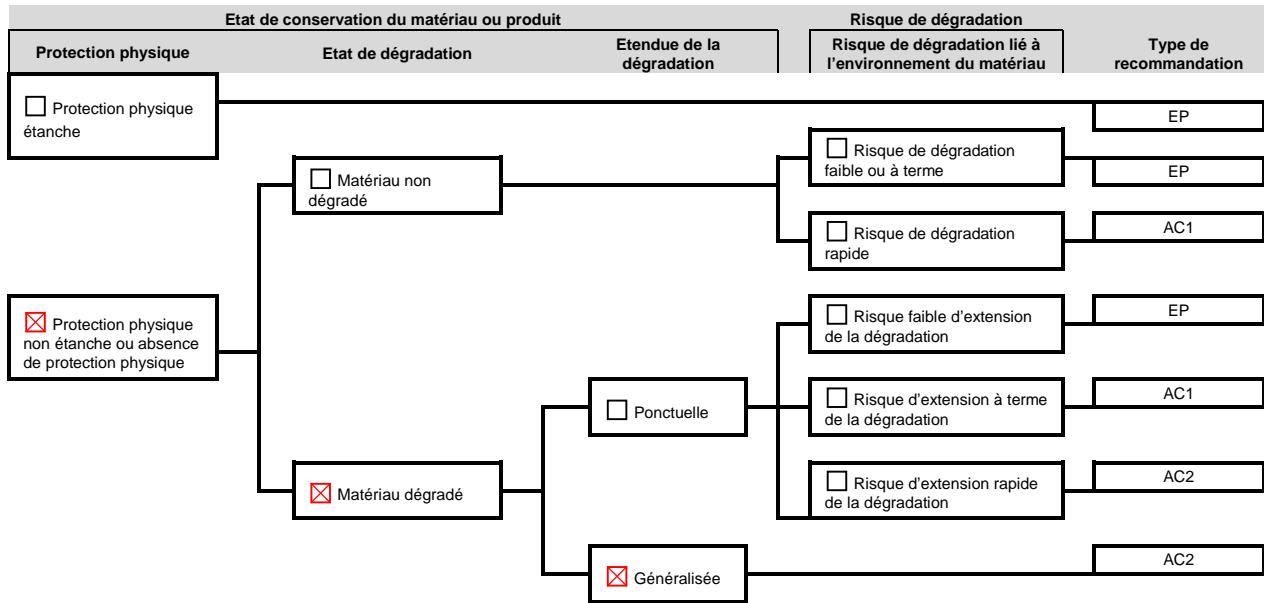 Etat de conservation du matériau ou produit
Risque de dégradation
Protection physique
Etat de dégradation
Etendue de la
dégradation
Risque de dégradation lié à
l'environnement du matériau
Type de
recommandation
☐ Protection physique
étanche
EP
☐ Matériau non
dégradé
☐ Risque de dégradation
faible ou à terme
EP
☐ Risque de dégradation
rapide
AC1
☒ Protection physique
non étanche ou absence
de protection physique
☐ Risque faible d'extension
de la dégradation
EP
☐ Ponctuelle
☐ Risque d'extension à terme
de la dégradation
AC1
☒ Matériau dégradé
☐ Risque d'extension rapide
de la dégradation
AC2
☒ Généralisée
AC2